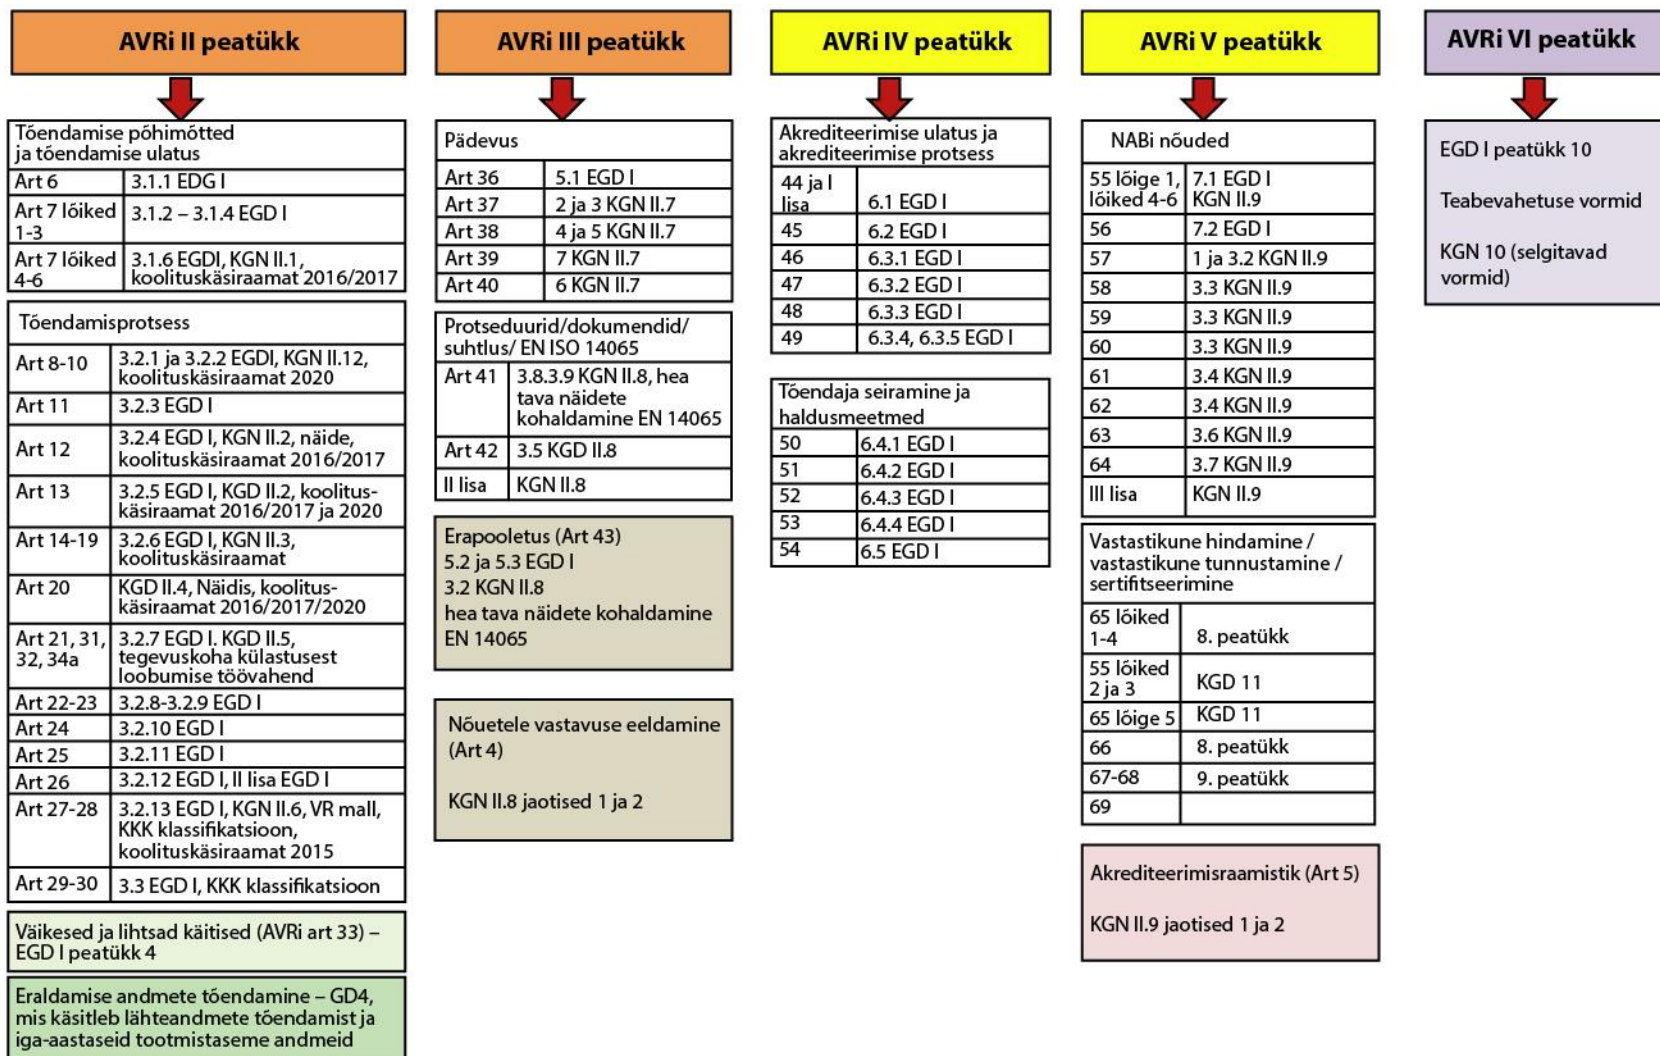 AVRi II peatükk
Tõendamise põhimõtted
ja tõendamise ulatus
Art 6 3.1.1 EDG I
Art 7 lõiked 3.1.2 – 3.1.4 EGD I
1-3
Art 7 lõiked 3.1.6 EGDI, KGN II.1,
4-6 koolituskäsiraamat 2016/2017
Tõendamisprotsess
Art 8-10 3.2.1 ja 3.2.2 EGDI, KGN II.12,
koolituskäsiraamat 2020
Art 11 3.2.3 EGD I
Art 12 3.2.4 EGD I, KGN II.2, näide,
koolituskäsiraamat 2016/2017
Art 13 3.2.5 EGD I, KGD II.2, koolitus-
käsiraamat 2016/2017 ja 2020
Art 14-19 3.2.6 EGD I, KGN II.3,
koolituskäsiraamat
Art 20 KGD II.4, Näidis, koolitus-
käsiraamat 2016/2017/2020
Art 21, 31, 3.2.7 EGD I. KGD II.5,
32, 34a tegevuskoha külastusest
loobumise töövahend
Art 22-23 3.2.8-3.2.9 EGD I
Art 24 3.2.10 EGD I
Art 25 3.2.11 EGD I
Art 26 3.2.12 EGD I, II lisa EGD I
Art 27-28 3.2.13 EGD I, KGN II.6, VR mall,
KKK klassifikatsioon,
koolituskäsiraamat 2015
Art 29-30 3.3 EGD I, KKK klassifikatsioon
Väikesed ja lihtsad käitised (AVRi art 33) –
EGD I peatükk 4
Eraldamise andmete tõendamine – GD4,
mis käsitleb lähteandmete tõendamist ja
iga-aastaseid tootmistaseme andmeid
AVRi III peatükk
Pädevus
Art 36 5.1 EGD I
Art 37 2 ja 3 KGN II.7
Art 38 4 ja 5 KGN II.7
Art 39 7 KGN II.7
Art 40 6 KGN II.7
Protseduurid/dokumendid/
suhtlus/ EN ISO 14065
Art 41 3.8.3.9 KGN II.8, hea
tava näidete
kohaldamine EN 14065
Art 42 3.5 KGD II.8
II lisa KGN II.8
Erapooletus (Art 43)
5.2 ja 5.3 EGD I
3.2 KGN II.8
hea tava näidete kohaldamine
EN 14065
Nõuetele vastavuse eeldamine
(Art 4)
KGN II.8 jaotised 1 ja 2
AVRi IV peatükk
Akrediteerimise ulatus ja
akrediteerimise protsess
44 ja I
lisa 6.1 EGD I
45 6.2 EGD I
46 6.3.1 EGD I
47 6.3.2 EGD I
48 6.3.3 EGD I
49 6.3.4, 6.3.5 EGD I
Tõendaja seiramine ja
haldusmeetmed
50 6.4.1 EGD I
51 6.4.2 EGD I
52 6.4.3 EGD I
53 6.4.4 EGD I
54 6.5 EGD I
AVRi V peatükk
NABi nõuded
55 lõige 1, 7.1 EGD I
lõiked 4-6 KGN II.9
56 7.2 EGD I
57 1 ja 3.2 KGN II.9
58 3.3 KGN II.9
59 3.3 KGN II.9
60 3.3 KGN II.9
61 3.4 KGN II.9
62 3.4 KGN II.9
63 3.6 KGN II.9
64 3.7 KGN II.9
III lisa KGN II.9
Vastastikune hindamine /
vastastikune tunnustamine /
sertifitseerimine
65 lõiked
1-4 8. peatükk
55 lõiked
2 ja 3 KGD 11
65 lõige 5 KGD 11
66 8. peatükk
67-68 9. peatükk
69
Akrediteerimisraamistik (Art 5)
KGN II.9 jaotised 1 ja 2
AVRi VI peatükk
EGD I peatükk 10
Teabevahetuse vormid
KGN 10 (selgitavad
vormid)